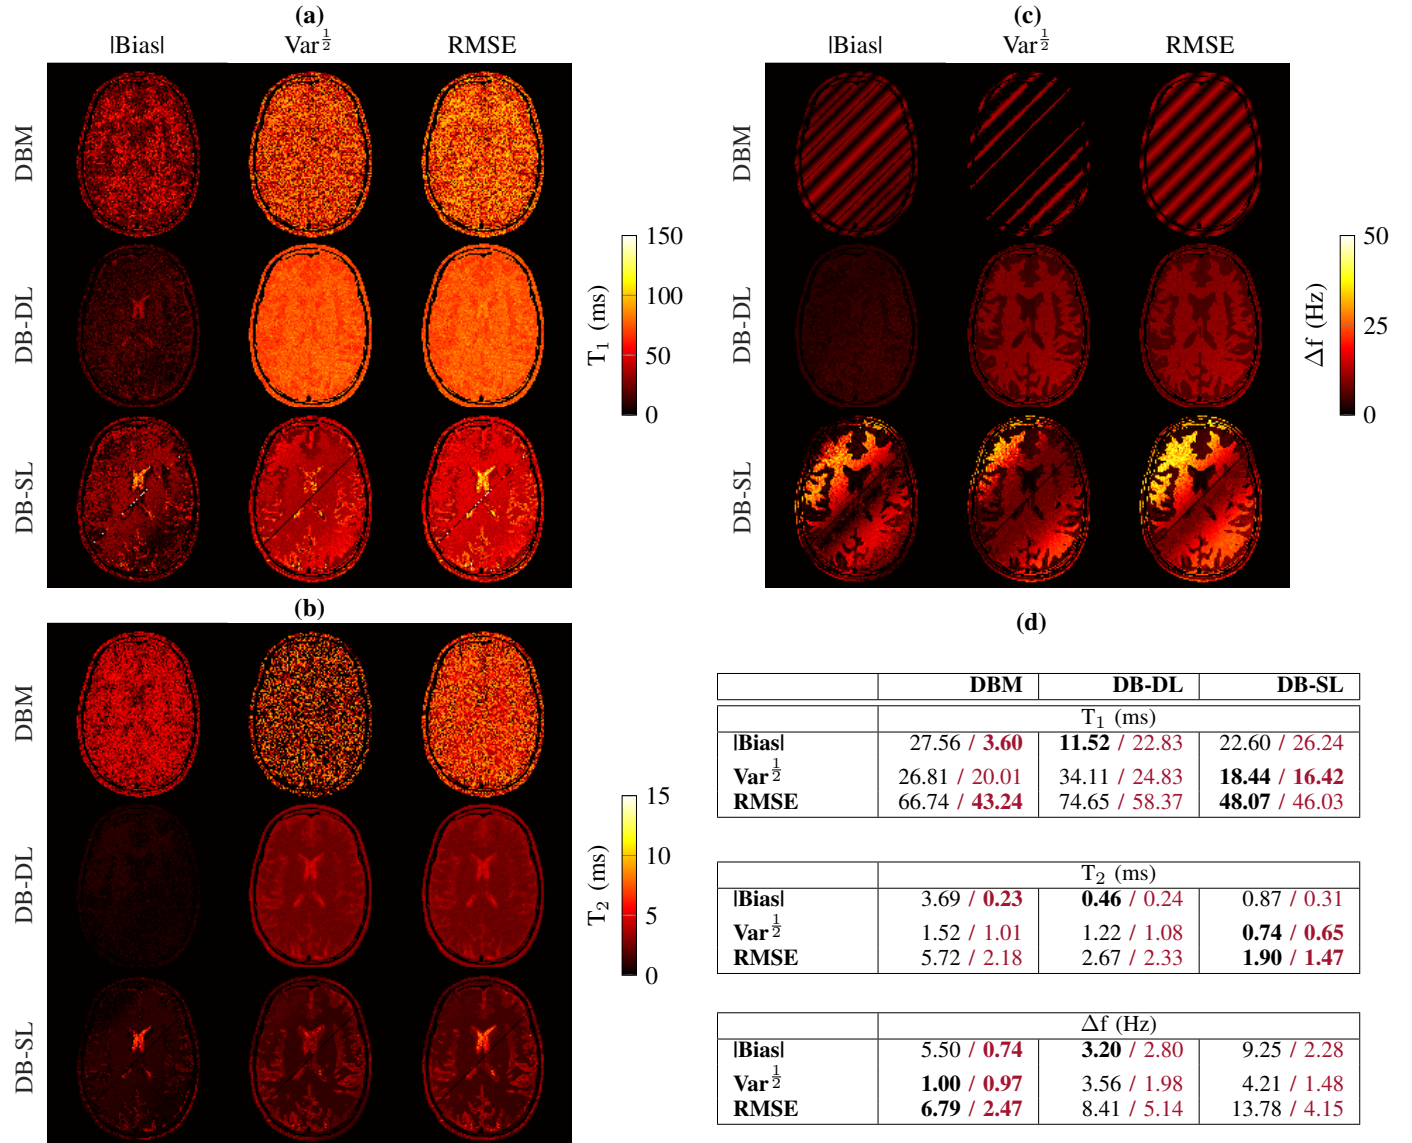 (a)
|Bias| Var^{1/2} RMSE
DBM
DB-DL
DB-SL
150
100
50
0
T₁ (ms)
(c)
|Bias| Var^{1/2} RMSE
DBM
DB-DL
DB-SL
50
25
0
Δf (Hz)
(b)
DBM
DB-DL
DB-SL
15
10
5
0
T₂ (ms)
(d)
DBM DB-DL DB-SL
T₁ (ms)
|Bias| 27.56 / 3.60 11.52 / 22.83 22.60 / 26.24
Var^{1/2} 26.81 / 20.01 34.11 / 24.83 18.44 / 16.42
RMSE 66.74 / 43.24 74.65 / 58.37 48.07 / 46.03
T₂ (ms)
|Bias| 3.69 / 0.23 0.46 / 0.24 0.87 / 0.31
Var^{1/2} 1.52 / 1.01 1.22 / 1.08 0.74 / 0.65
RMSE 5.72 / 2.18 2.67 / 2.33 1.90 / 1.47
Δf (Hz)
|Bias| 5.50 / 0.74 3.20 / 2.80 9.25 / 2.28
Var^{1/2} 1.00 / 0.97 3.56 / 1.98 4.21 / 1.48
RMSE 6.79 / 2.47 8.41 / 5.14 13.78 / 4.15